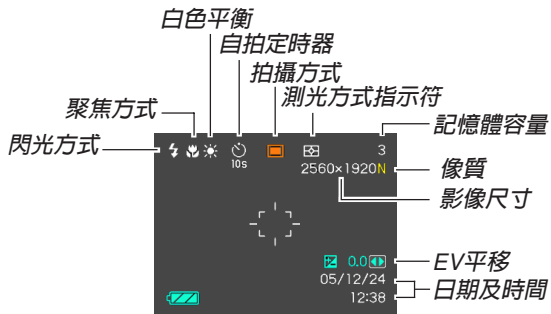 白色平衡
自拍定時器
拍攝方式
測光方式指示符
聚焦方式
記憶體容量
閃光方式
10s
3
2560×1920N
像質
影像尺寸
0.0
EV平移
05/12/24
日期及時間
12:38